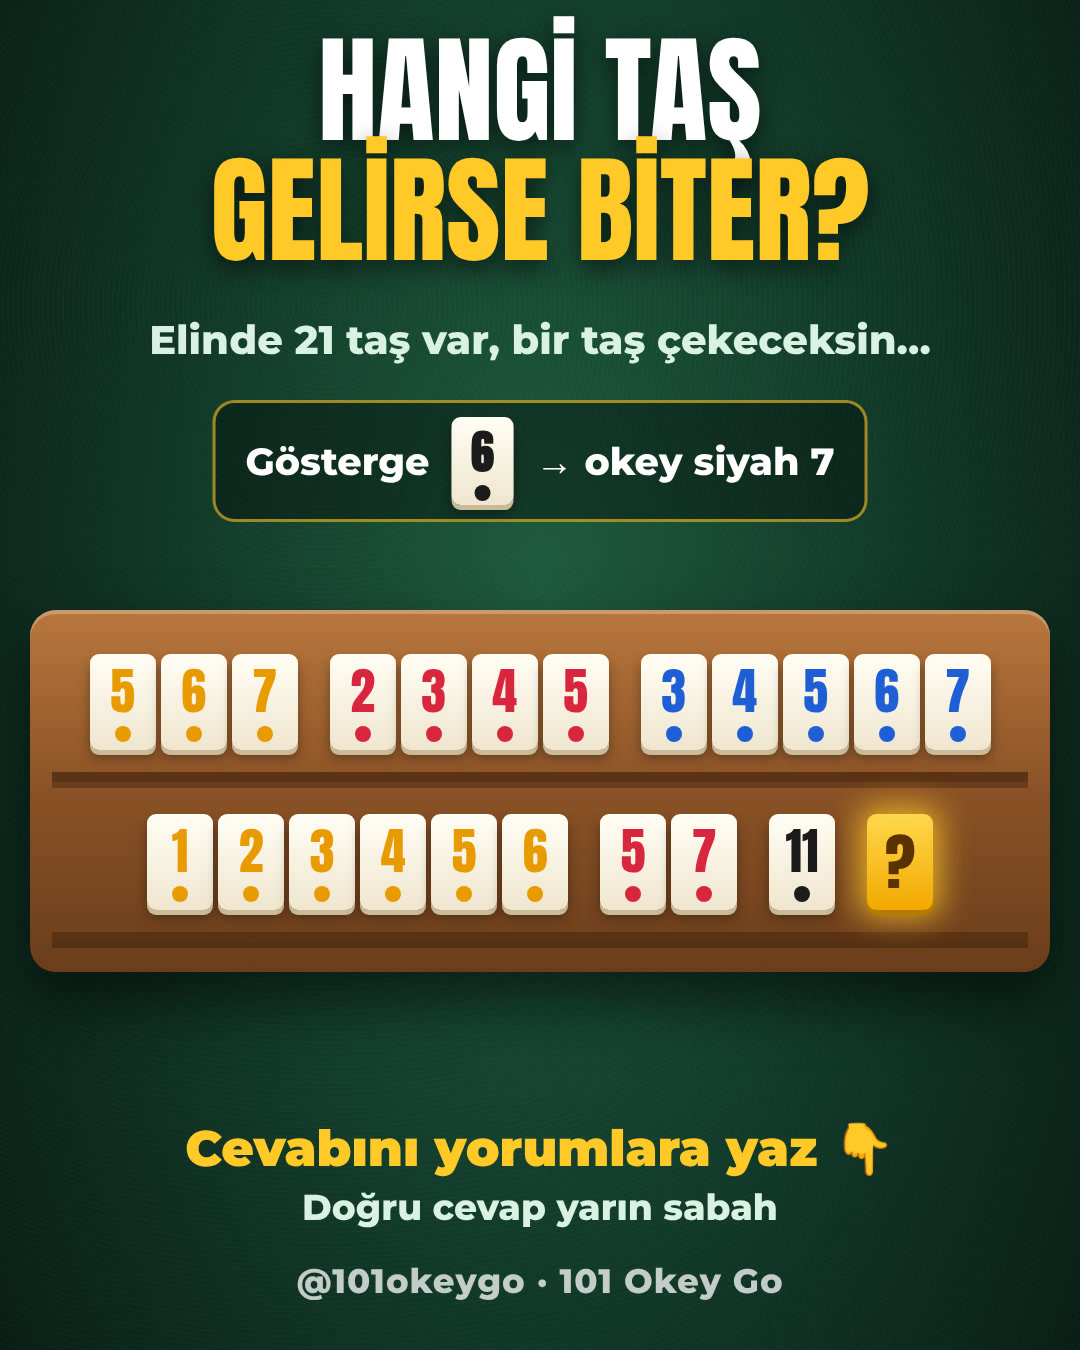 HANGİ TAŞ
GELİRSE BİTER?
Elinde 21 taş var, bir taş çekeceksin...
Gösterge 6 → okey siyah 7
5 6 7 2 3 4 5 3 4 5 6 7
1 2 3 4 5 6 5 7 11 ?
Cevabını yorumlara yaz 👇
Doğru cevap yarın sabah
@101okeygo · 101 Okey Go